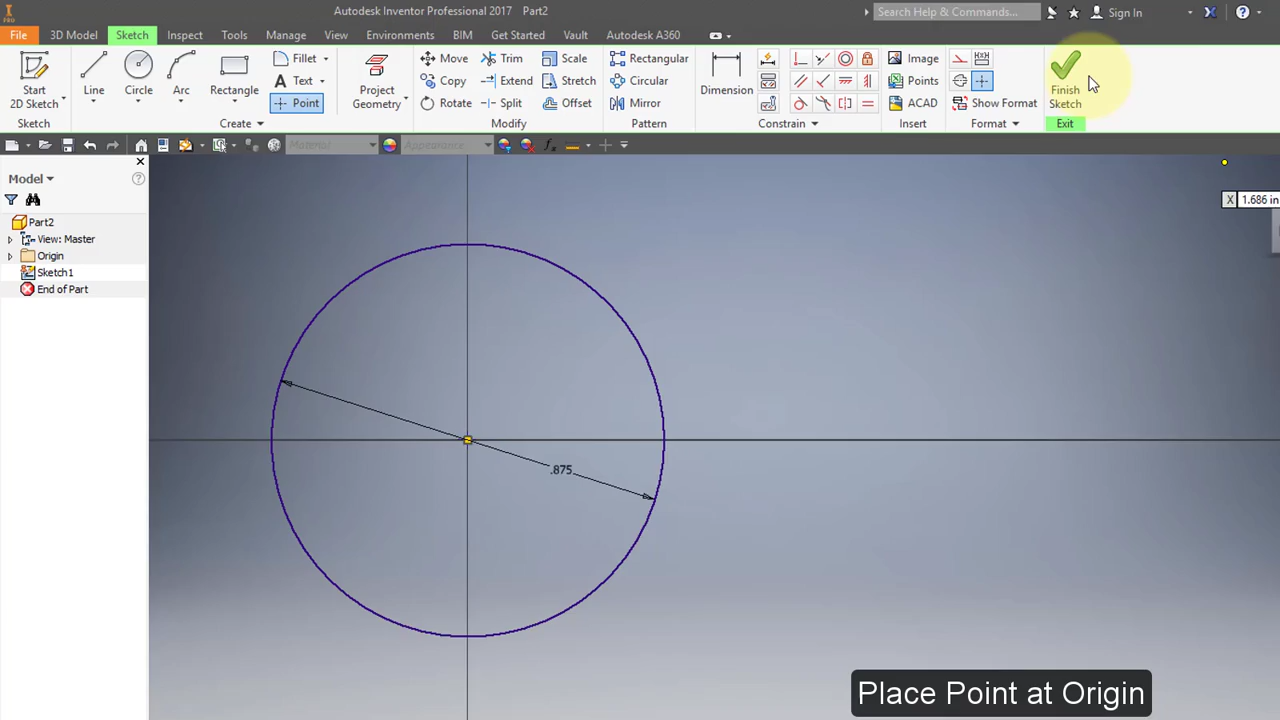 Autodesk Inventor Professional 2017 Part2
Search Help & Commands...
Sign In
File
3D Model
Sketch
Inspect
Tools
Manage
View
Environments
BIM
Get Started
Vault
Autodesk A360
Start
2D Sketch
Line
Circle
Arc
Rectangle
Fillet
Text
Point
Project
Geometry
Move
Copy
Rotate
Trim
Extend
Split
Scale
Stretch
Offset
Rectangular
Circular
Mirror
Dimension
Image
Points
ACAD
Show Format
Finish
Sketch
Sketch
Create
Modify
Pattern
Constrain
Insert
Format
Exit
Material
Appearance
Model
Part2
View: Master
Origin
Sketch1
End of Part
X 1.686 in
.875
Place Point at Origin